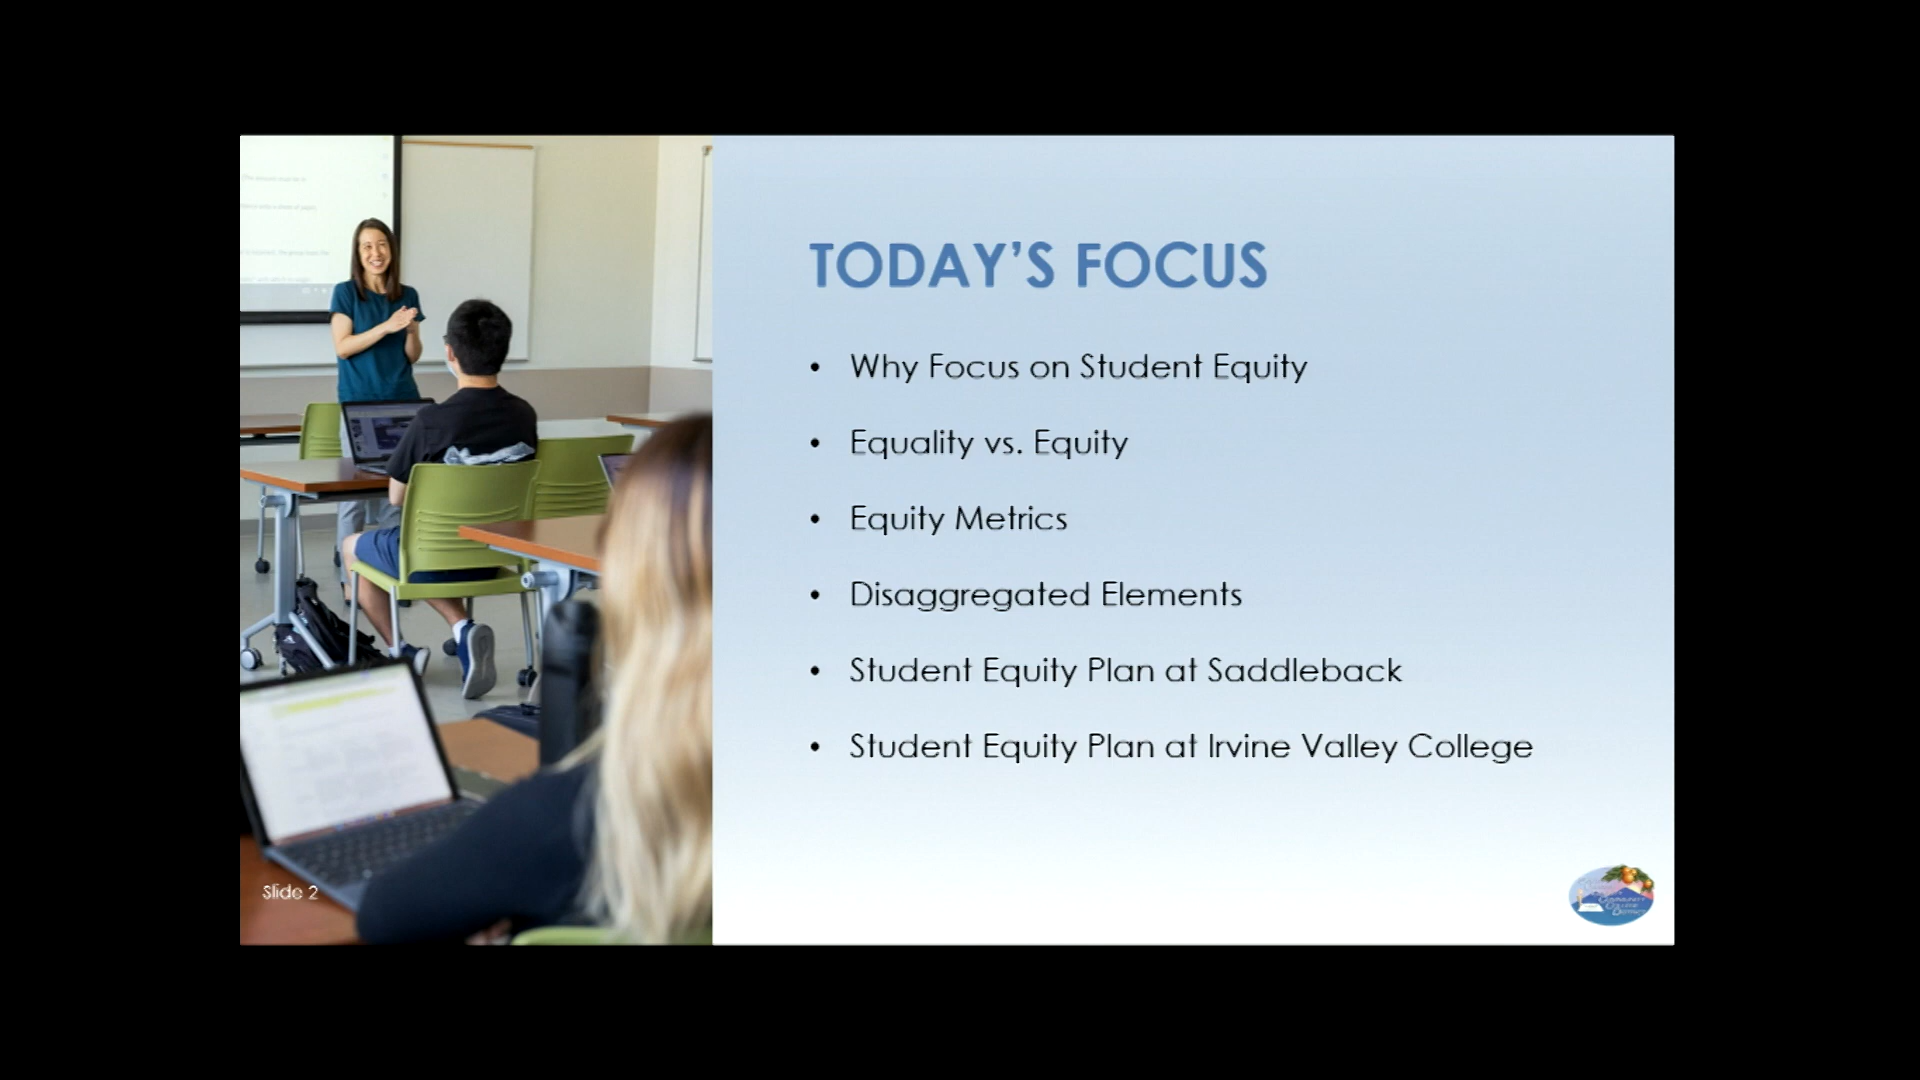 TODAY'S FOCUS
• Why Focus on Student Equity
• Equality vs. Equity
• Equity Metrics
• Disaggregated Elements
• Student Equity Plan at Saddleback
• Student Equity Plan at Irvine Valley College
Slide 2